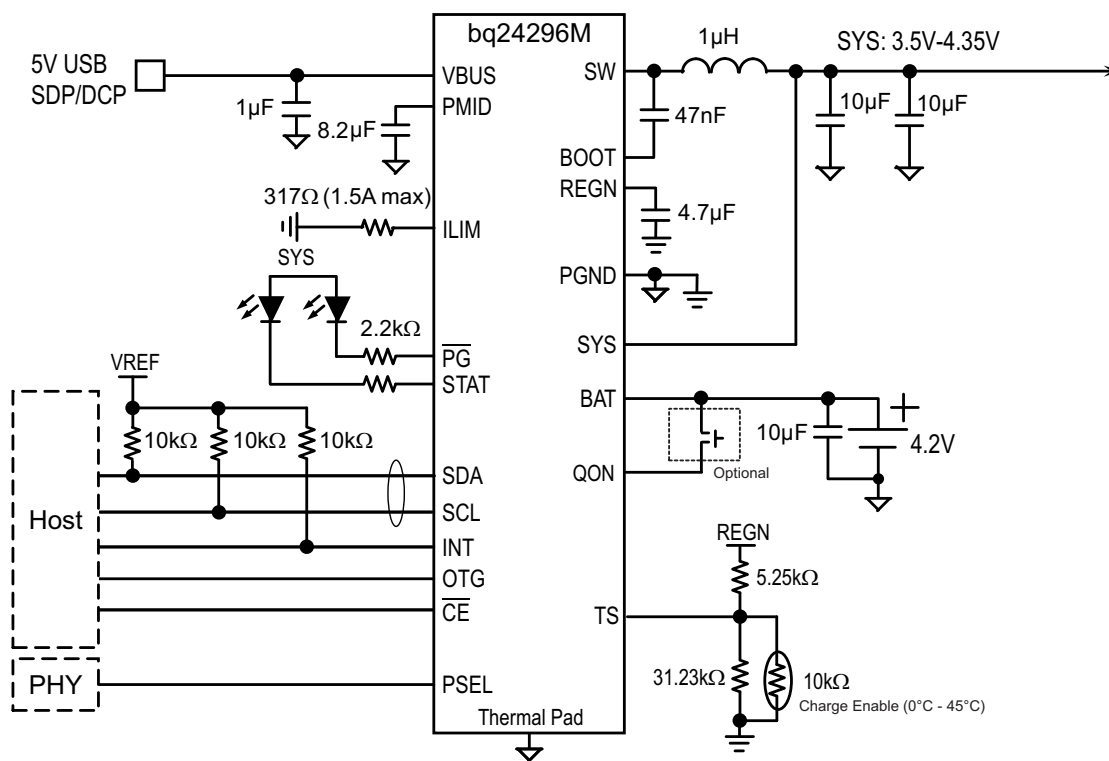 bq24296M
5V USB
SDP/DCP
VBUS
PMID
1µF
8.2µF
317Ω (1.5A max)
ILIM
SYS
2.2kΩ
PG
STAT
VREF
10kΩ
10kΩ
10kΩ
SDA
SCL
INT
OTG
CE
PSEL
Host
PHY
Thermal Pad
SW
1µH
SYS: 3.5V-4.35V
47nF
10µF
10µF
BOOT
REGN
4.7µF
PGND
SYS
BAT
10µF
4.2V
QON
Optional
REGN
5.25kΩ
TS
31.23kΩ
10kΩ
Charge Enable (0°C - 45°C)